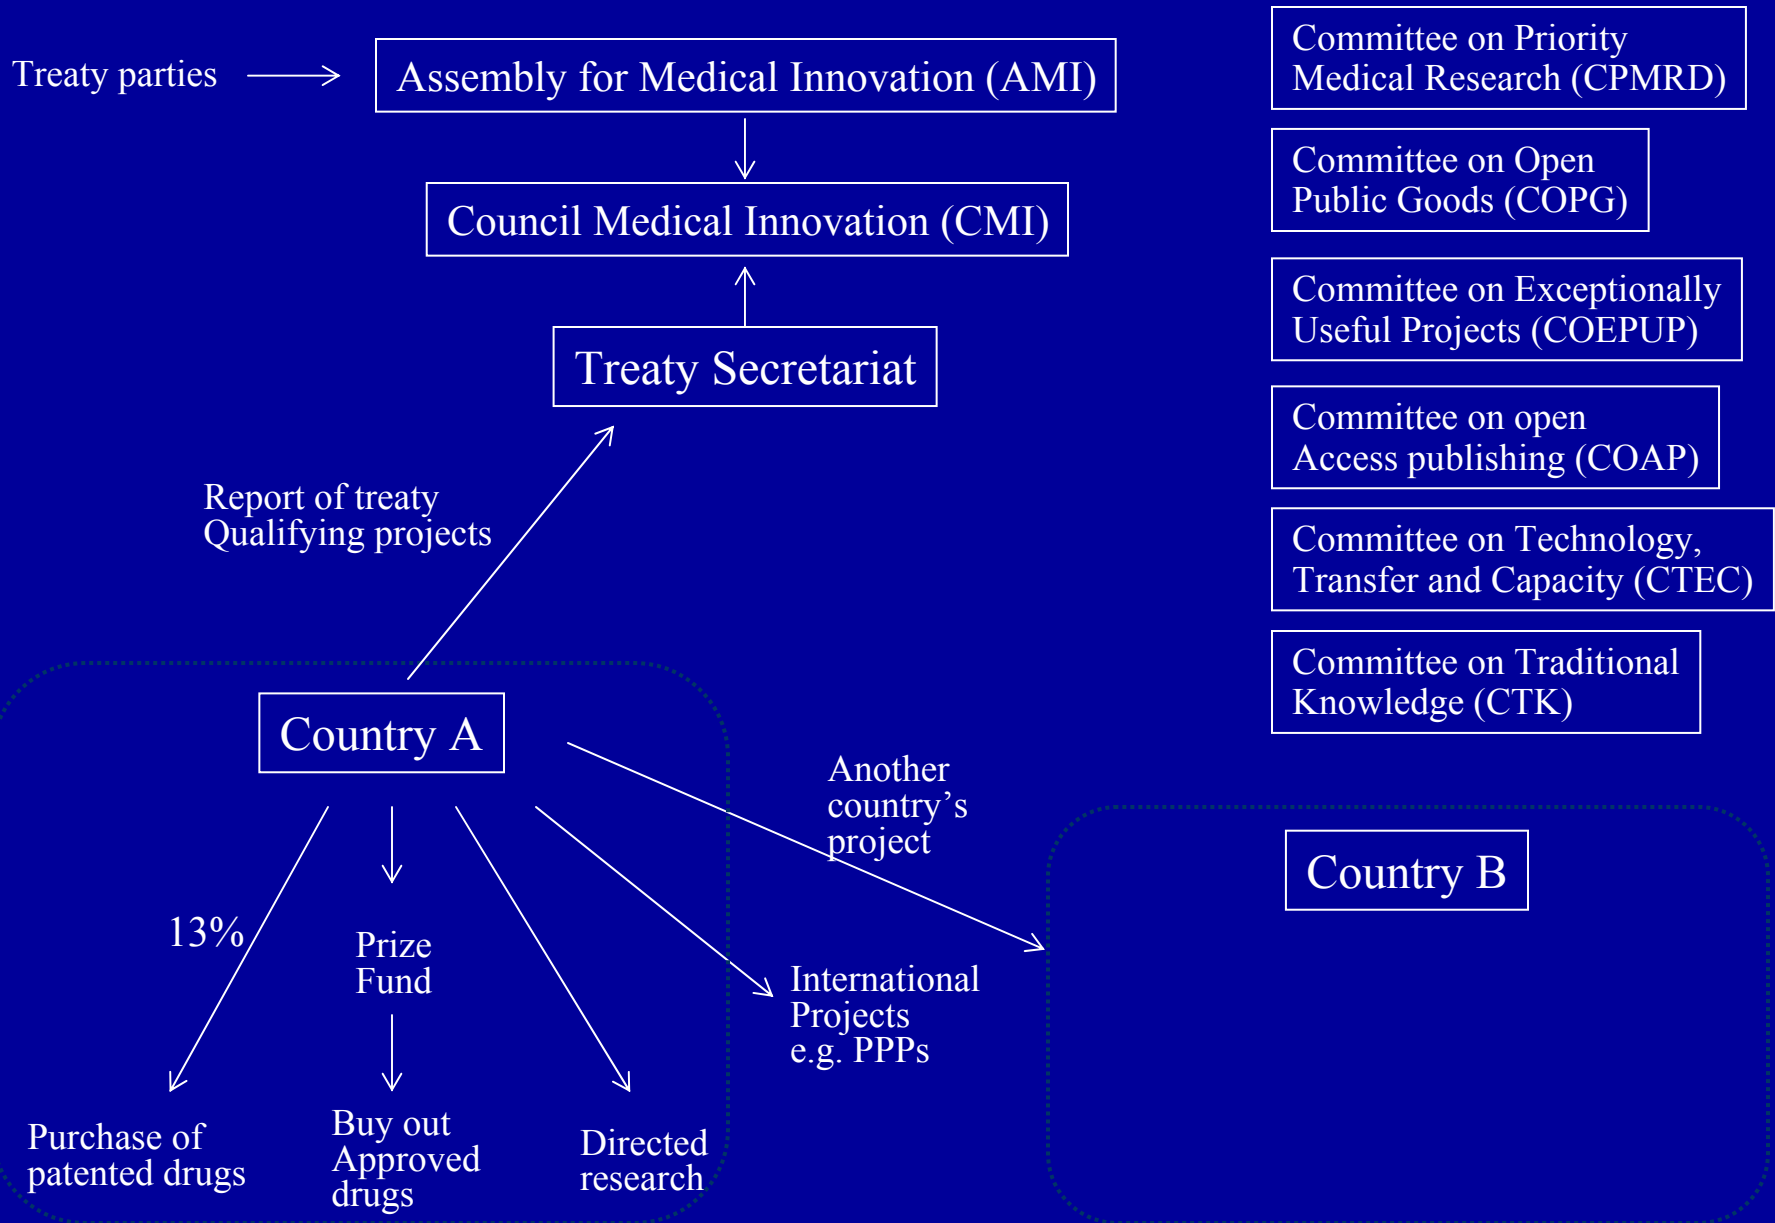 Treaty parties
Assembly for Medical Innovation (AMI)
Council Medical Innovation (CMI)
Treaty Secretariat
Report of treaty
Qualifying projects
Country A
13%
Prize
Fund
Purchase of
patented drugs
Buy out
Approved
drugs
Directed
research
International
Projects
e.g. PPPs
Another
country’s
project
Country B
Committee on Priority
Medical Research (CPMRD)
Committee on Open
Public Goods (COPG)
Committee on Exceptionally
Useful Projects (COEPUP)
Committee on open
Access publishing (COAP)
Committee on Technology,
Transfer and Capacity (CTEC)
Committee on Traditional
Knowledge (CTK)